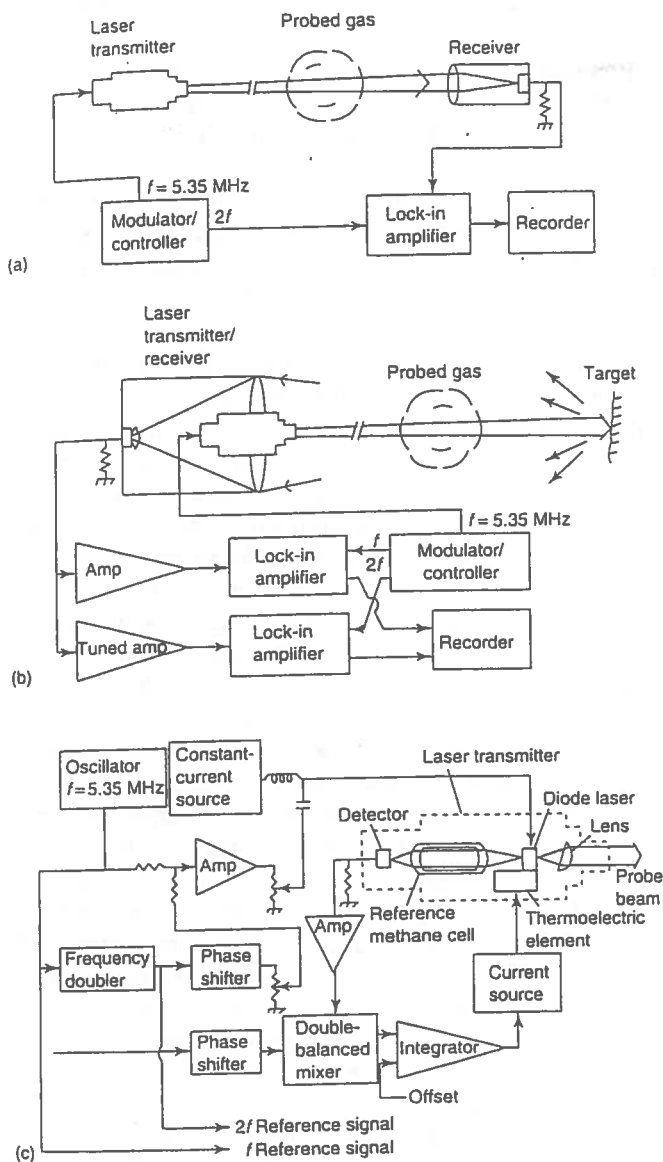 Laser
transmitter
Probed gas
Receiver
f = 5.35 MHz
Modulator/
controller
2f
Lock-in
amplifier
Recorder
(a)
Laser
transmitter/
receiver
Probed gas
Target
f = 5.35 MHz
Amp
Lock-in
amplifier
f
2f
Modulator/
controller
Tuned amp
Lock-in
amplifier
Recorder
(b)
Oscillator
f = 5.35 MHz
Constant-
current
source
Laser transmitter
Detector
Diode laser
Lens
Amp
Probe
beam
Reference
methane cell
Thermoelectric
element
Amp
Frequency
doubler
Phase
shifter
Current
source
Phase
shifter
Double-
balanced
mixer
Integrator
Offset
2f Reference signal
f Reference signal
(c)